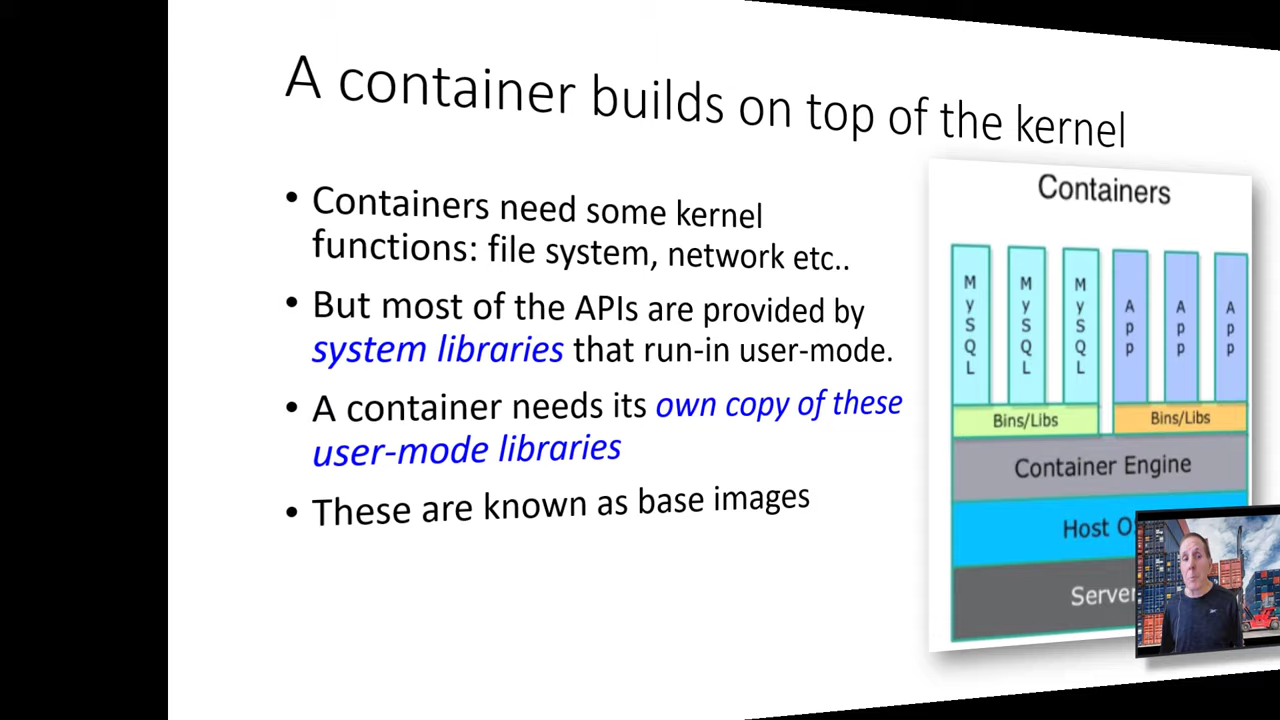 A container builds on top of the kernel
• Containers need some kernel
functions: file system, network etc..
• But most of the APIs are provided by
system libraries that run-in user-mode.
• A container needs its own copy of these
user-mode libraries
• These are known as base images
Containers
MySQL
MySQL
MySQL
App
App
App
Bins/Libs
Bins/Libs
Container Engine
Host O
Server